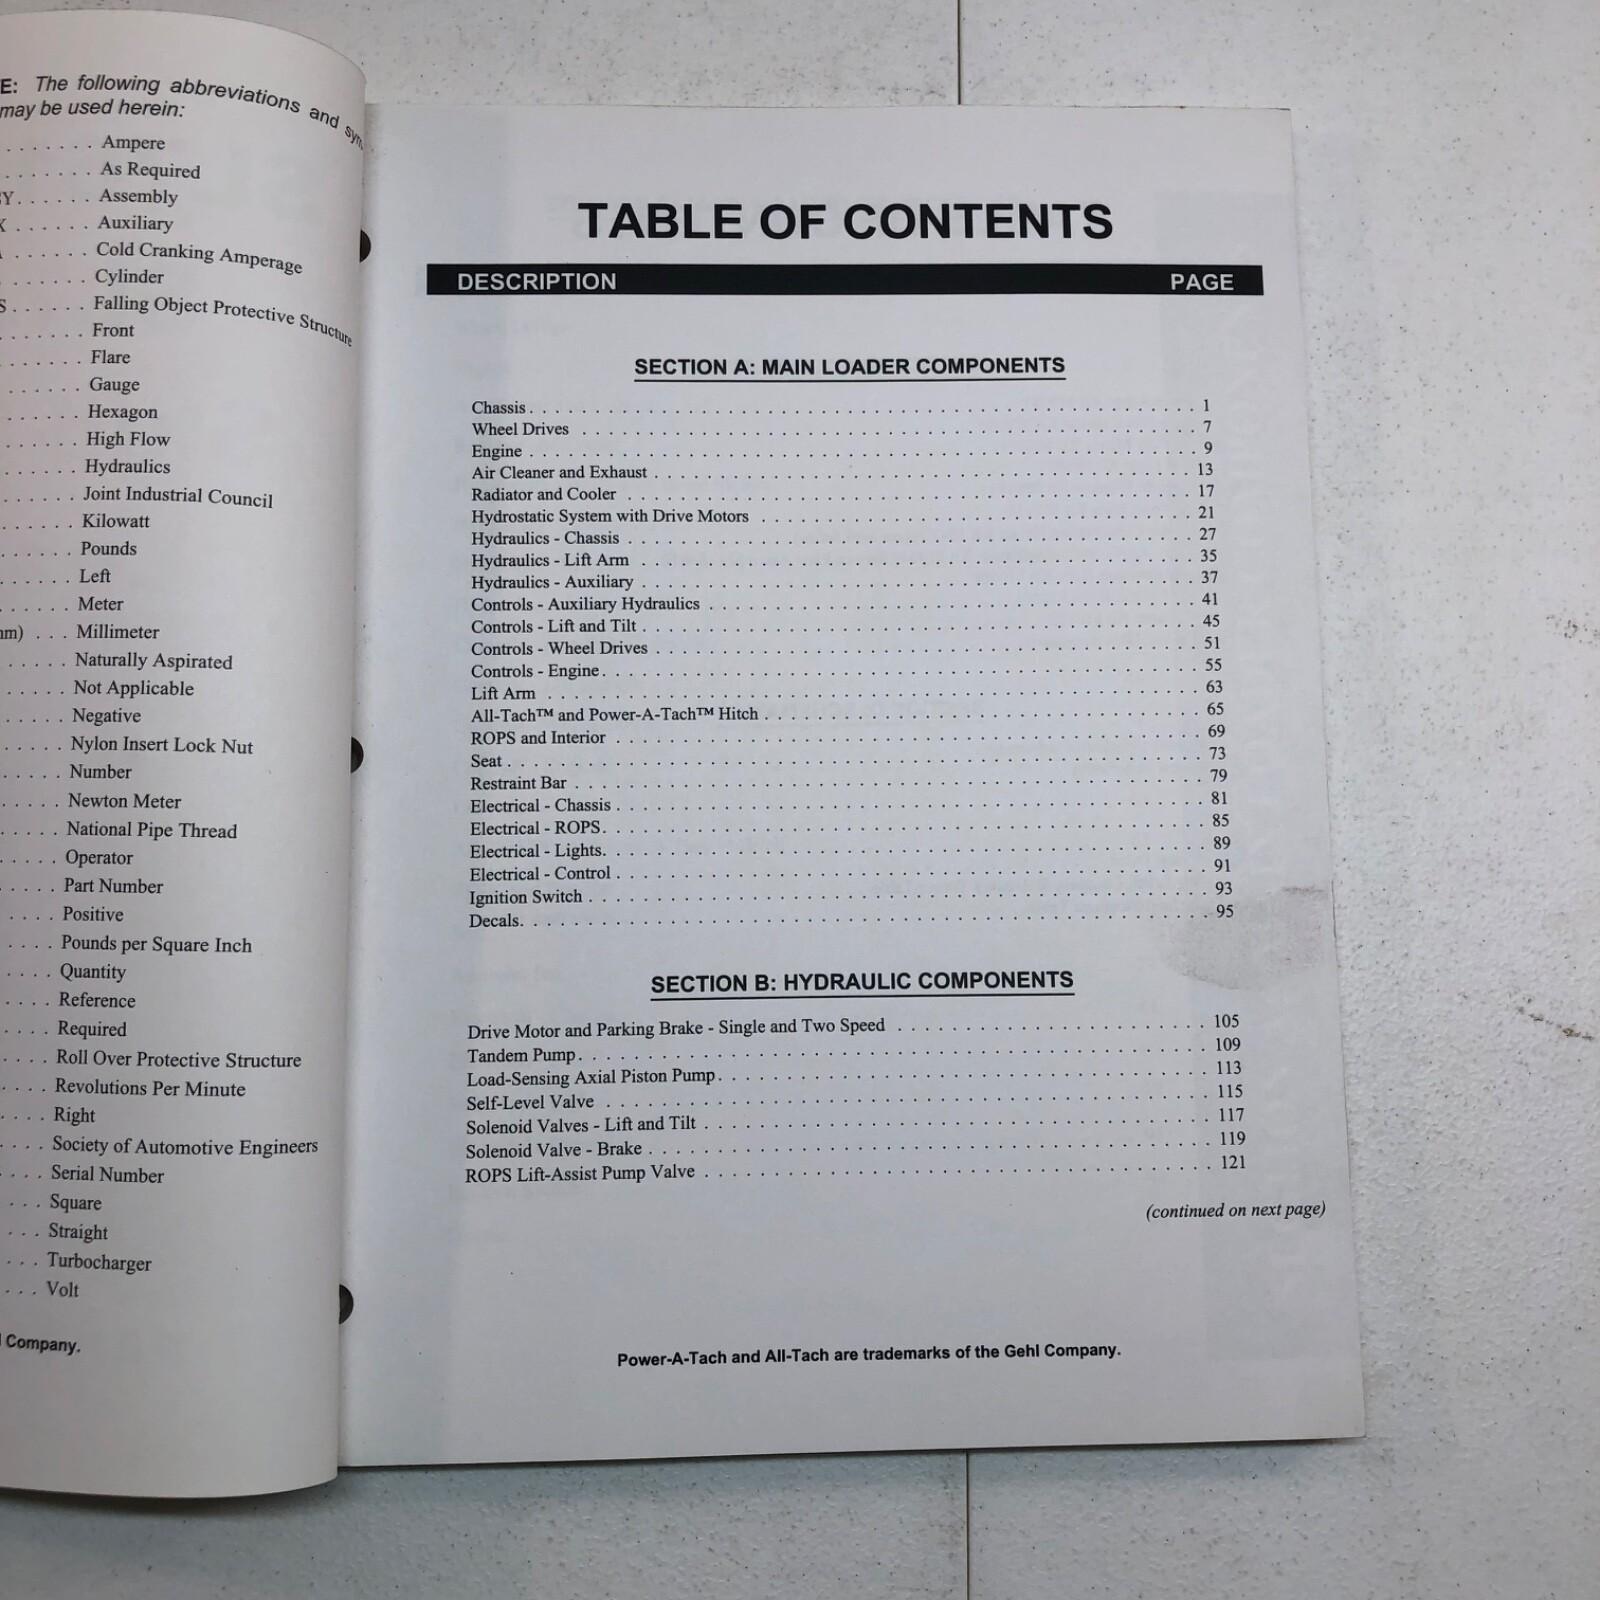 E: The following abbreviations and
may be used herein:
. . . . . . . Ampere
. . . . . . . As Required
Y . . . . . . Assembly
X . . . . . . Auxiliary
. . . . . . Cold Cranking Amperage
. . . . . . . Cylinder
S . . . . . . Falling Object Protective Structure
. . . . . . . Front
. . . . . . . Flare
. . . . . . . Gauge
. . . . . . . Hexagon
. . . . . . . High Flow
. . . . . . . Hydraulics
. . . . . . . Joint Industrial Council
. . . . . . Kilowatt
. . . . . . Pounds
. . . . . . Left
. . . . . . Meter
m) . . . Millimeter
. . . . . Naturally Aspirated
. . . . . Not Applicable
. . . . . Negative
. . . . . Nylon Insert Lock Nut
. . . . . Number
. . . . . Newton Meter
. . . . . National Pipe Thread
. . . . . Operator
. . . . . Part Number
. . . . Positive
. . . . Pounds per Square Inch
. . . . Quantity
. . . . Reference
. . . . Required
. . . . Roll Over Protective Structure
. . . . Revolutions Per Minute
. . . . Right
. . . . Society of Automotive Engineers
. . . . Serial Number
. . . Square
. . . Straight
. . . Turbocharger
. . . Volt
Company.
TABLE OF CONTENTS
DESCRIPTION PAGE
SECTION A: MAIN LOADER COMPONENTS
Chassis . . . . . 1
Wheel Drives . . . . . 7
Engine . . . . . 9
Air Cleaner and Exhaust . . . . . 13
Radiator and Cooler . . . . . 17
Hydrostatic System with Drive Motors . . . . . 21
Hydraulics - Chassis . . . . . 27
Hydraulics - Lift Arm . . . . . 35
Hydraulics - Auxiliary . . . . . 37
Controls - Auxiliary Hydraulics . . . . . 41
Controls - Lift and Tilt . . . . . 45
Controls - Wheel Drives . . . . . 51
Controls - Engine . . . . . 55
Lift Arm . . . . . 63
All-Tach™ and Power-A-Tach™ Hitch . . . . . 65
ROPS and Interior . . . . . 69
Seat . . . . . 73
Restraint Bar . . . . . 79
Electrical - Chassis . . . . . 81
Electrical - ROPS . . . . . 85
Electrical - Lights . . . . . 89
Electrical - Control . . . . . 91
Ignition Switch . . . . . 93
Decals . . . . . 95
SECTION B: HYDRAULIC COMPONENTS
Drive Motor and Parking Brake - Single and Two Speed . . . . . 105
Tandem Pump . . . . . 109
Load-Sensing Axial Piston Pump . . . . . 113
Self-Level Valve . . . . . 115
Solenoid Valves - Lift and Tilt . . . . . 117
Solenoid Valve - Brake . . . . . 119
ROPS Lift-Assist Pump Valve . . . . . 121
(continued on next page)
Power-A-Tach and All-Tach are trademarks of the Gehl Company.